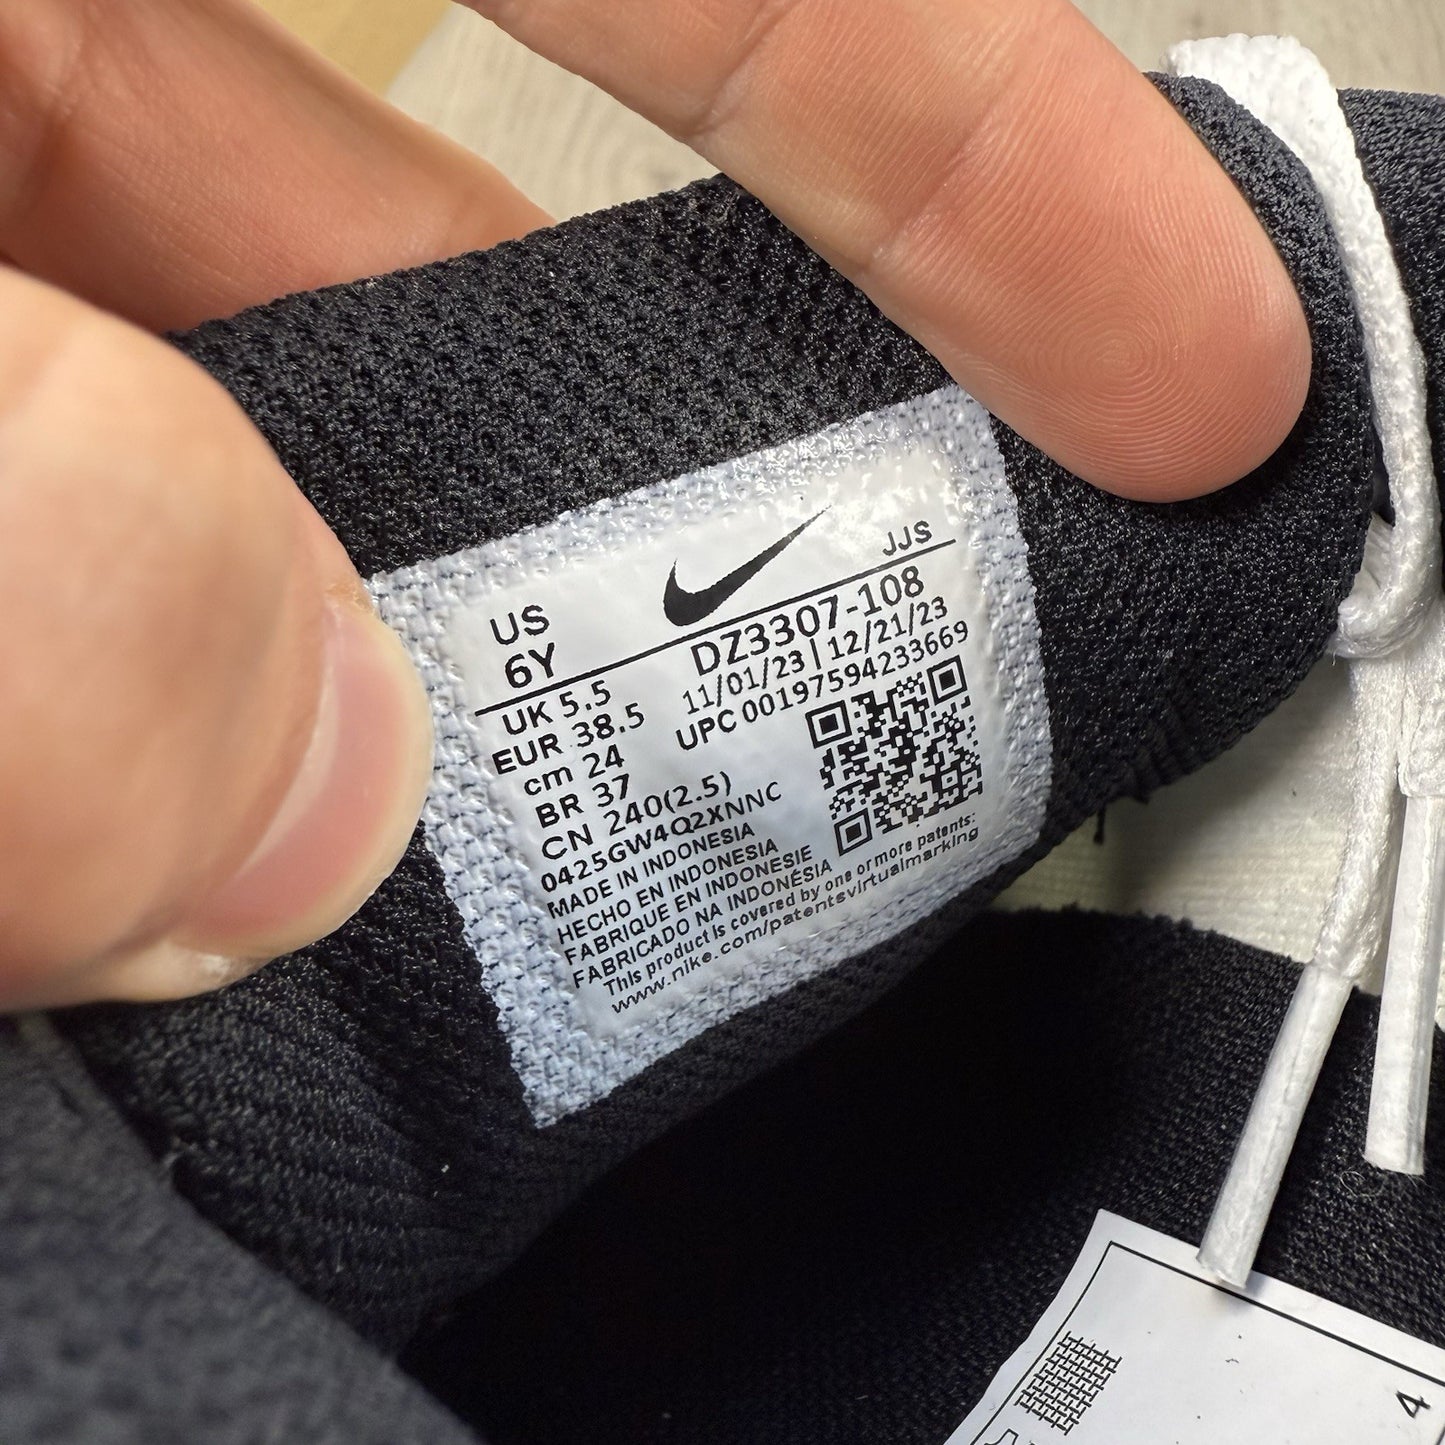 JJS
US
6Y
DZ3307-108
11/01/23 | 12/21/23
UPC 00197594233669
UK 5.5
EUR 38.5
cm 24
BR 37
CN 240(2.5)
0425GW4Q2XNNC
MADE IN INDONESIA
HECHO EN INDONESIA
FABRIQUE EN INDONESIE
FABRICADO NA INDONÉSIA
This product is covered by one or more patents:
www.nike.com/patentsvirtualmarking
4